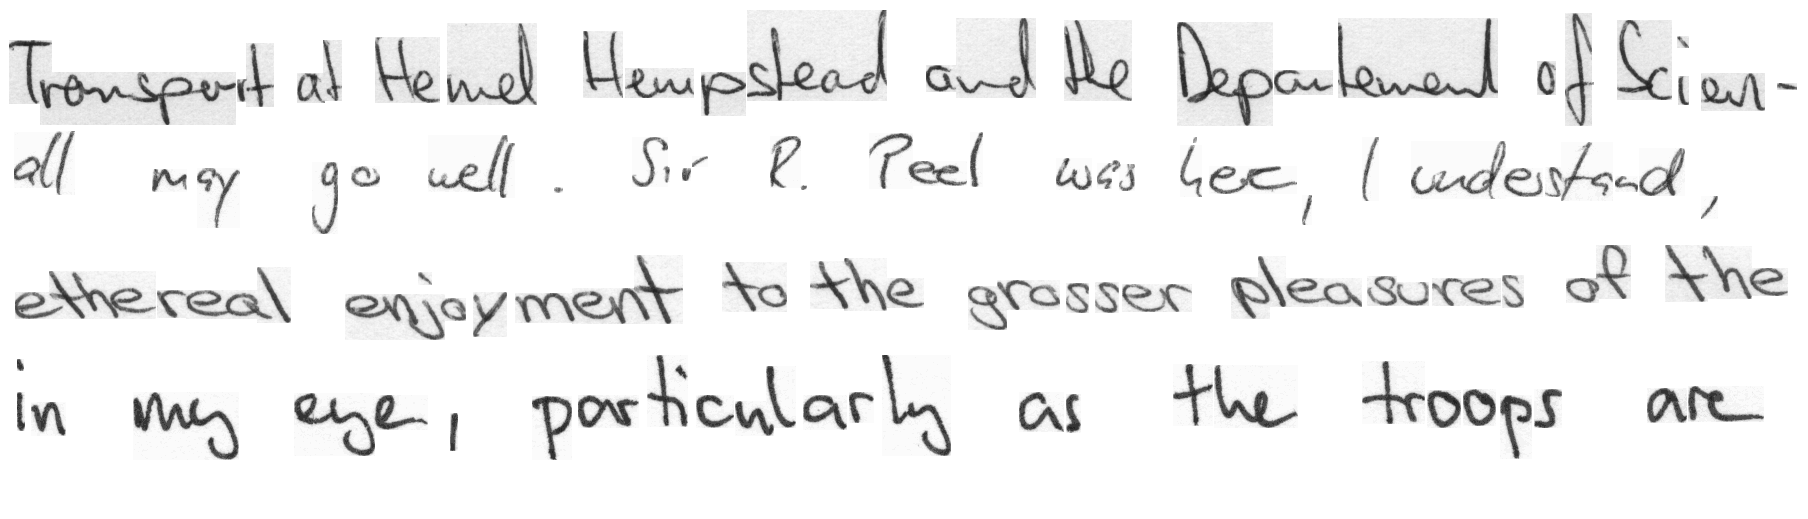 Transport at Hemel Hempstead and the Departement of Scien-
all may go well. Sir R. Peel was here, I understand,
ethereal enjoyment to the grosser pleasures of the
in my eye, particularly as the troops are